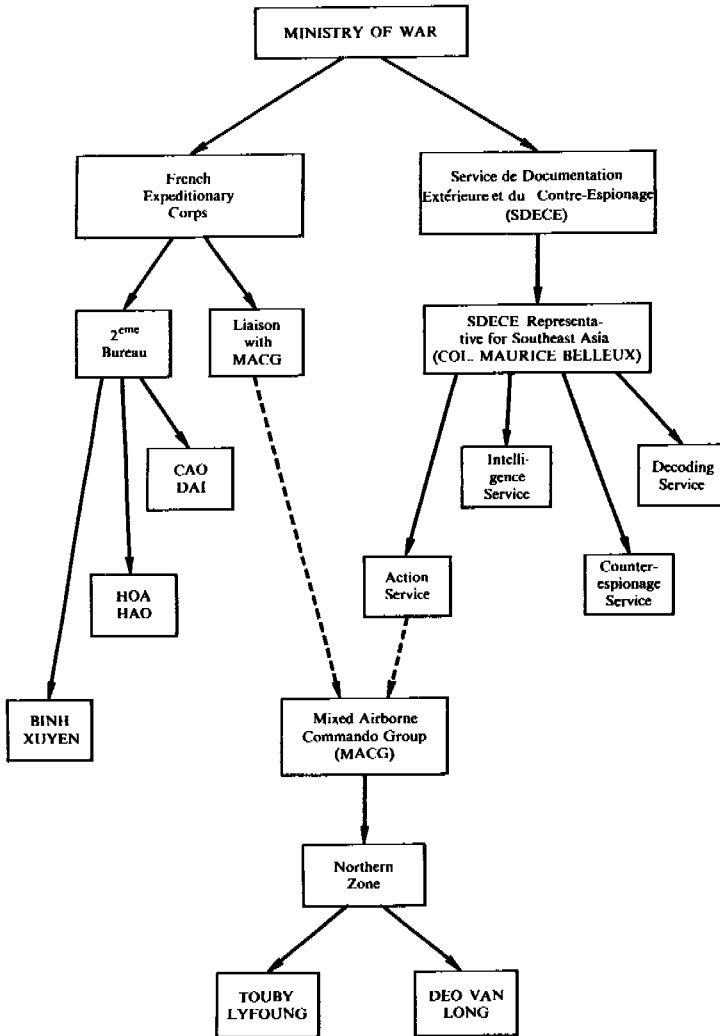 MINISTRY OF WAR
French
Expeditionary
Corps
Service de Documentation
Extérieure et du Contre-Espionage
(SDECE)
2eme
Bureau
Liaison
with
MACG
SDECE Representa-
tive for Southeast Asia
(COL. MAURICE BELLEUX)
CAO
DAI
Intelli-
gence
Service
Decoding
Service
HOA
HAO
Action
Service
Counter-
espionage
Service
BINH
XUYEN
Mixed Airborne
Commando Group
(MACG)
Northern
Zone
TOUBY
LYFOUNG
DEO VAN
LONG